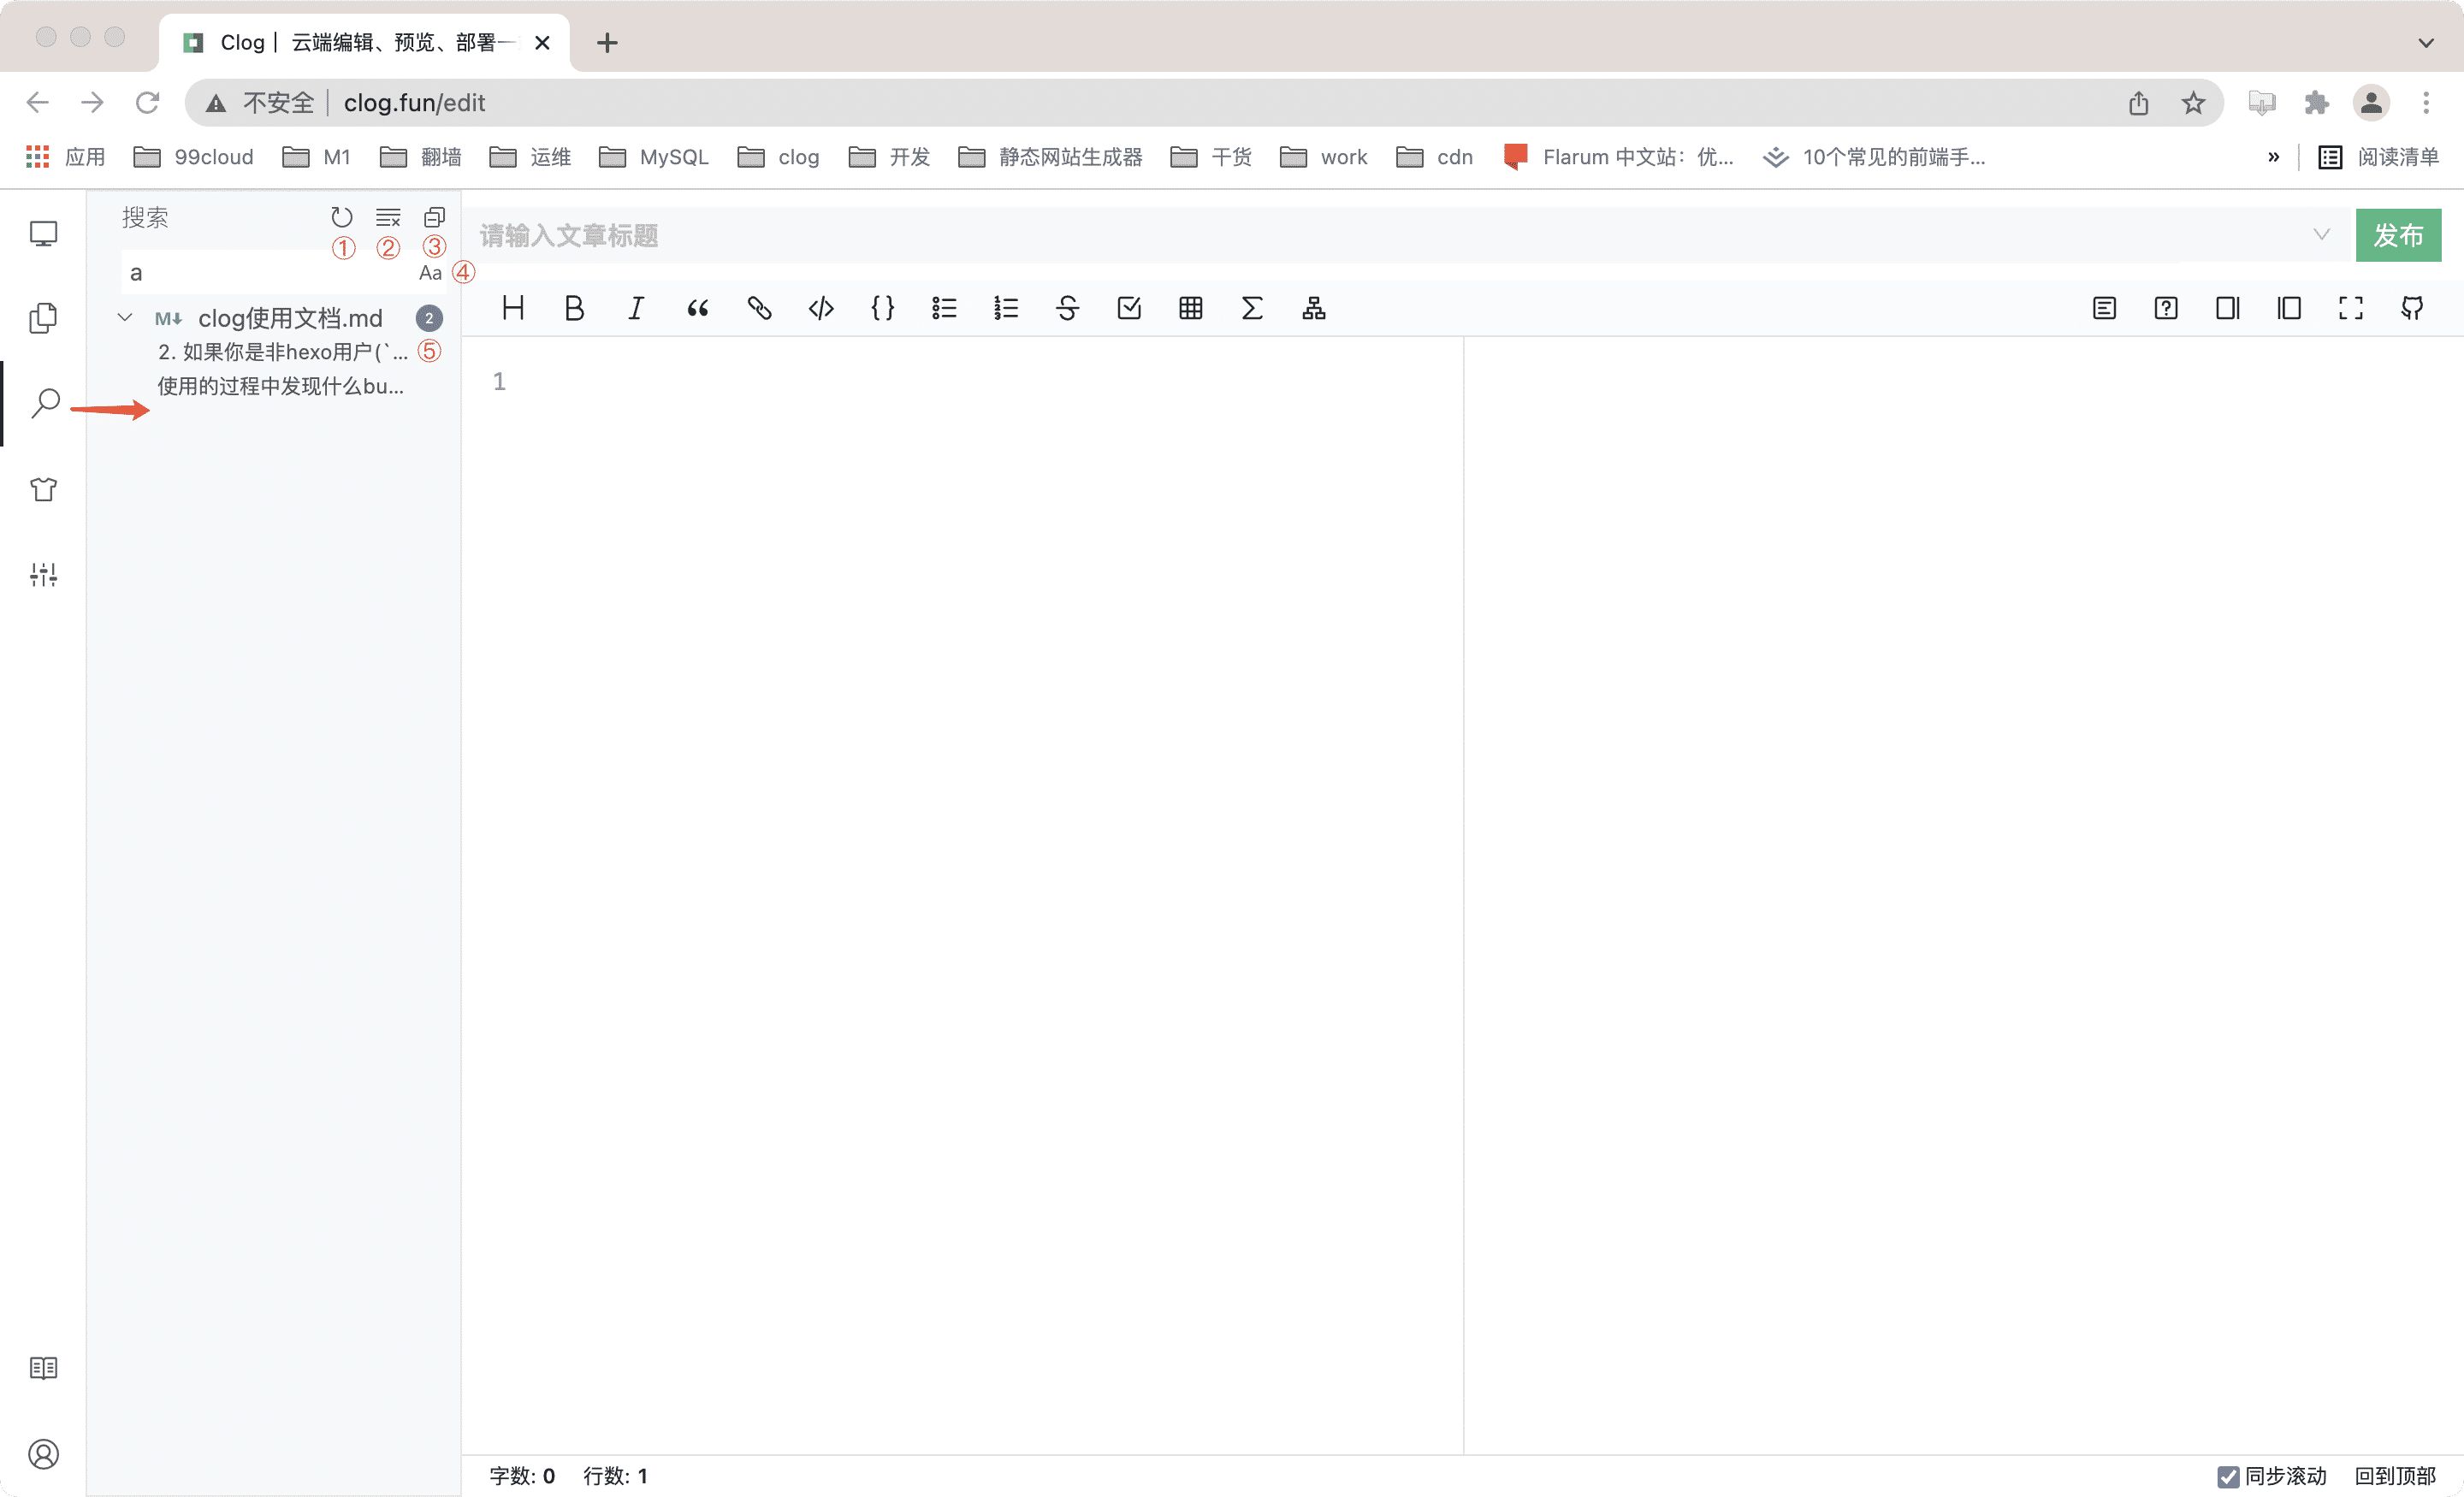 Clog | 云端编辑、预览、部署一
不安全 | clog.fun/edit
应用 99cloud M1 翻墙 运维 MySQL clog 开发 静态网站生成器 干货 work cdn Flarum 中文站：优... 10个常见的前端手... » 阅读清单
搜索
① ② ③
请输入文章标题
发布
a Aa ④
M↓ clog使用文档.md 2
2. 如果你是非hexo用户(`... ⑤
使用的过程中发现什么bu...
1
字数: 0 行数: 1
同步滚动 回到顶部